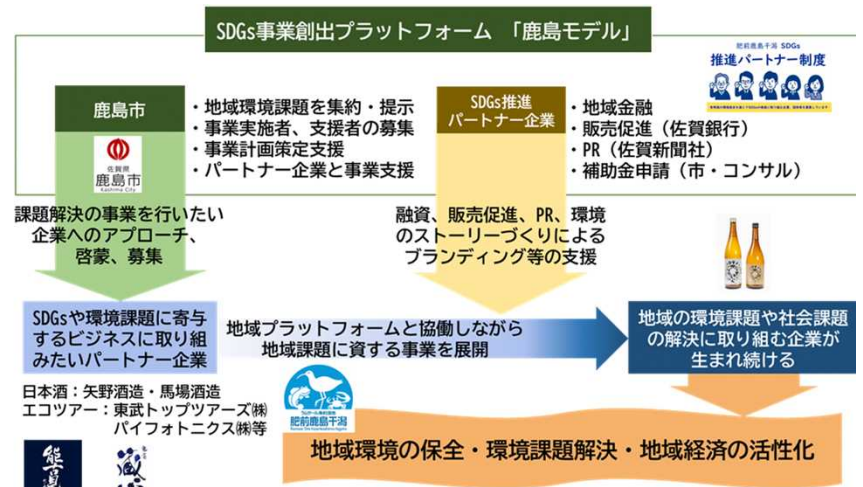 SDGs事業創出プラットフォーム 「鹿島モデル」
肥前鹿島干潟 SDGs
推進パートナー制度
鹿島市
佐賀県
鹿島市
Kashima City
・地域環境課題を集約・提示
・事業実施者、支援者の募集
・事業計画策定支援
・パートナー企業と事業支援
SDGs推進
パートナー企業
・地域金融
・販売促進(佐賀銀行)
・PR(佐賀新聞社)
・補助金申請(市・コンサル)
課題解決の事業を行いたい
企業へのアプローチ、
啓蒙、募集
融資、販売促進、PR、環境
のストーリーづくりによる
ブランディング等の支援
SDGsや環境課題に寄与
するビジネスに取り組
みたいパートナー企業
地域プラットフォームと協働しながら
地域課題に資する事業を展開
地域の環境課題や社会課題
の解決に取り組む企業が
生まれ続ける
日本酒:矢野酒造・馬場酒造
エコツアー:東武トップツアーズ㈱
パイフォトニクス㈱等
肥前鹿島干潟
地域環境の保全・環境課題解決・地域経済の活性化
能古見